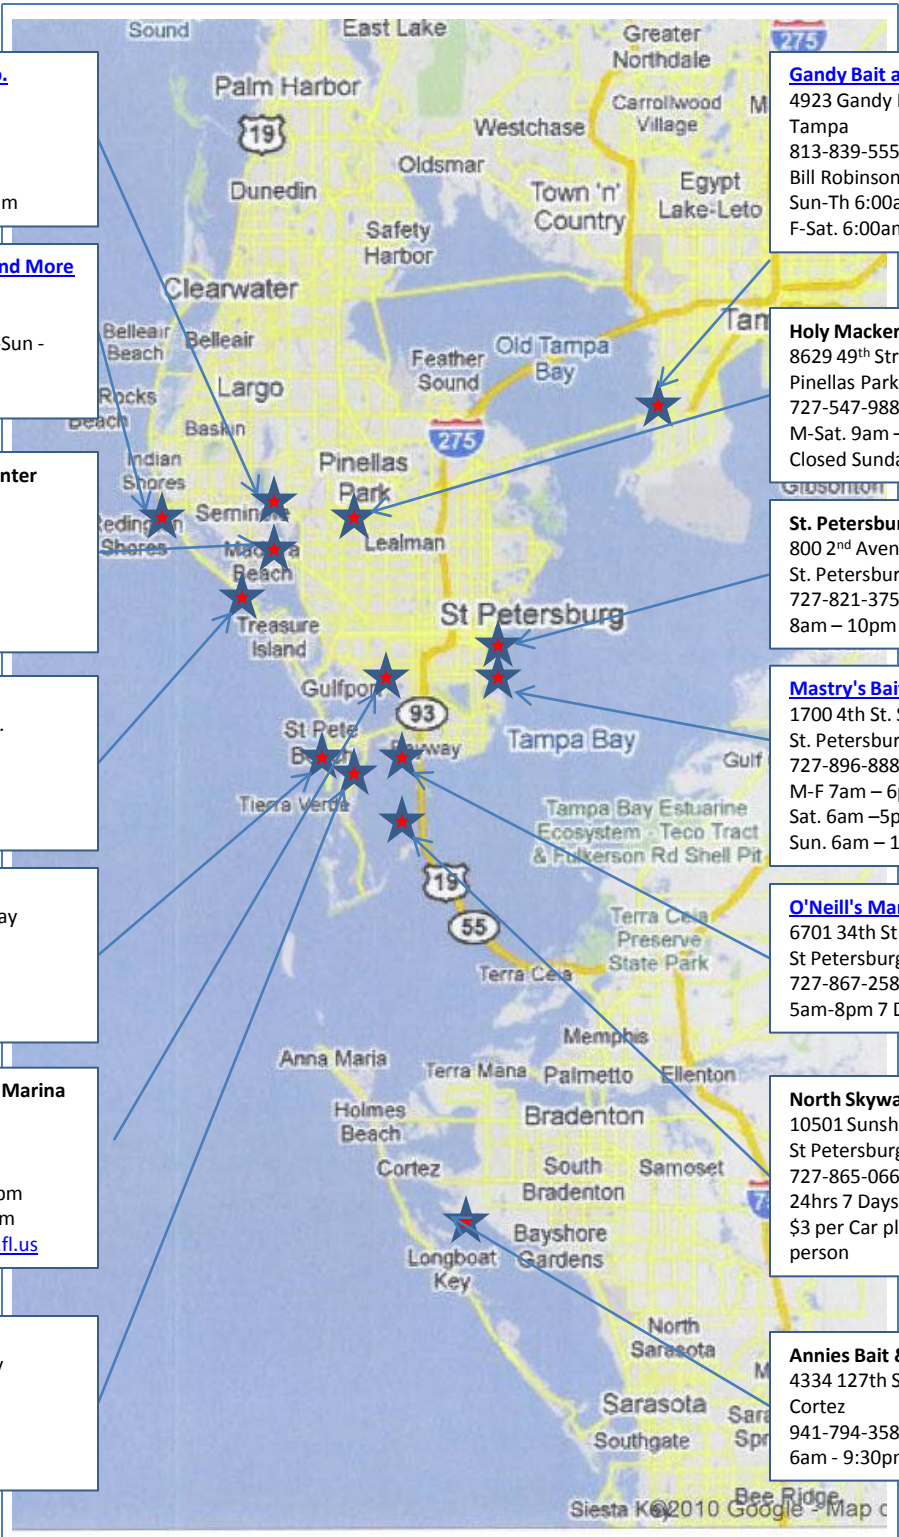 Sound
East Lake
Greater
Northdale
275
Palm Harbor
Carrollwood
Village
19
Westchase
Oldsmar
Dunedin
Town 'n'
Country
Egypt
Lake-Leto
Safety
Harbor
Clearwater
Belleair
Beach
Belleair
Old Tampa
Bay
Feather
Sound
Largo
Rocks
Beach
Baskin
275
Indian
Shores
Pinellas
Park
Gibsonton
Shores
Lealman
Beach
St Petersburg
Treasure
Island
Gulfport
93
St Pete
Tampa Bay
Gulf
Tierra Verde
Tampa Bay Estuarine
Ecosystem - Teco Tract
& Fulkerson Rd Shell Pit
19
55
Terra Ceia
Preserve
State Park
Terra Ceia
Memphis
Anna Maria
Terra Mana
Palmetto
Ellenton
Holmes
Beach
Bradenton
Cortez
South
Bradenton
Samoset
Longboat
Key
Bayshore
Gardens
North
Sarasota
Sarasota
Southgate
Siesta Key
Bee Ridge
©2010 Google - Map
nd More
Sun -
nter
ay
Marina
pm
m
fl.us
y
Gandy Bait a
4923 Gandy
Tampa
813-839-555
Bill Robinson
Sun-Th 6:00a
F-Sat. 6:00am
Holy Macker
8629 49th Str
Pinellas Park
727-547-988
M-Sat. 9am –
Closed Sunda
St. Petersbur
800 2nd Aven
St. Petersbur
727-821-375
8am – 10pm
Mastry's Bait
1700 4th St. S
St. Petersbur
727-896-888
M-F 7am – 6p
Sat. 6am –5p
Sun. 6am – 1
O'Neill's Mar
6701 34th St
St Petersburg
727-867-258
5am-8pm 7 D
North Skywa
10501 Sunsh
St Petersburg
727-865-066
24hrs 7 Days
$3 per Car pl
person
Annies Bait &
4334 127th S
Cortez
941-794-358
6am - 9:30pm